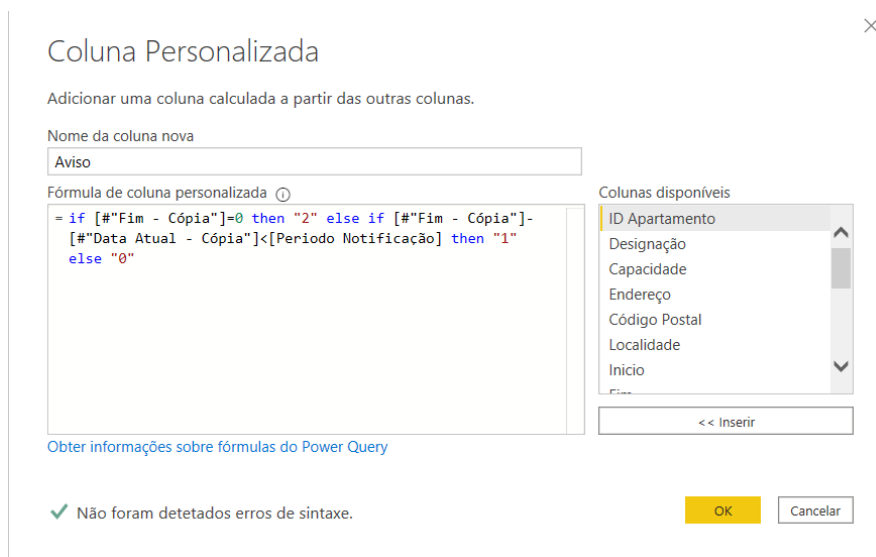 Coluna Personalizada
Adicionar uma coluna calculada a partir das outras colunas.
Nome da coluna nova
Aviso
Fórmula de coluna personalizada
Colunas disponíveis
= if [#"Fim - Cópia"]=0 then "2" else if [#"Fim - Cópia"]-
[#"Data Atual - Cópia"]<[Periodo Notificação] then "1"
else "0"
ID Apartamento
Designação
Capacidade
Endereço
Código Postal
Localidade
Inicio
Fim
<< Inserir
Obter informações sobre fórmulas do Power Query
Não foram detetados erros de sintaxe.
OK
Cancelar